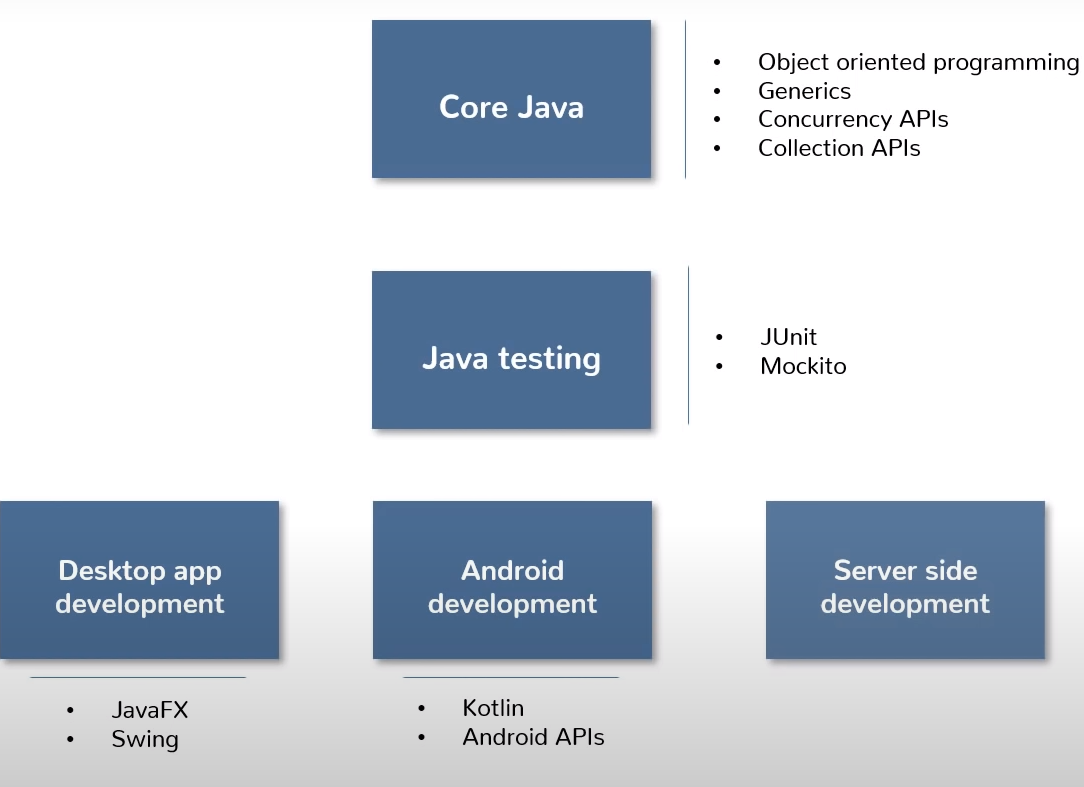 Core Java
• Object oriented programming
• Generics
• Concurrency APIs
• Collection APIs
Java testing
• JUnit
• Mockito
Desktop app
development
• JavaFX
• Swing
Android
development
• Kotlin
• Android APIs
Server side
development